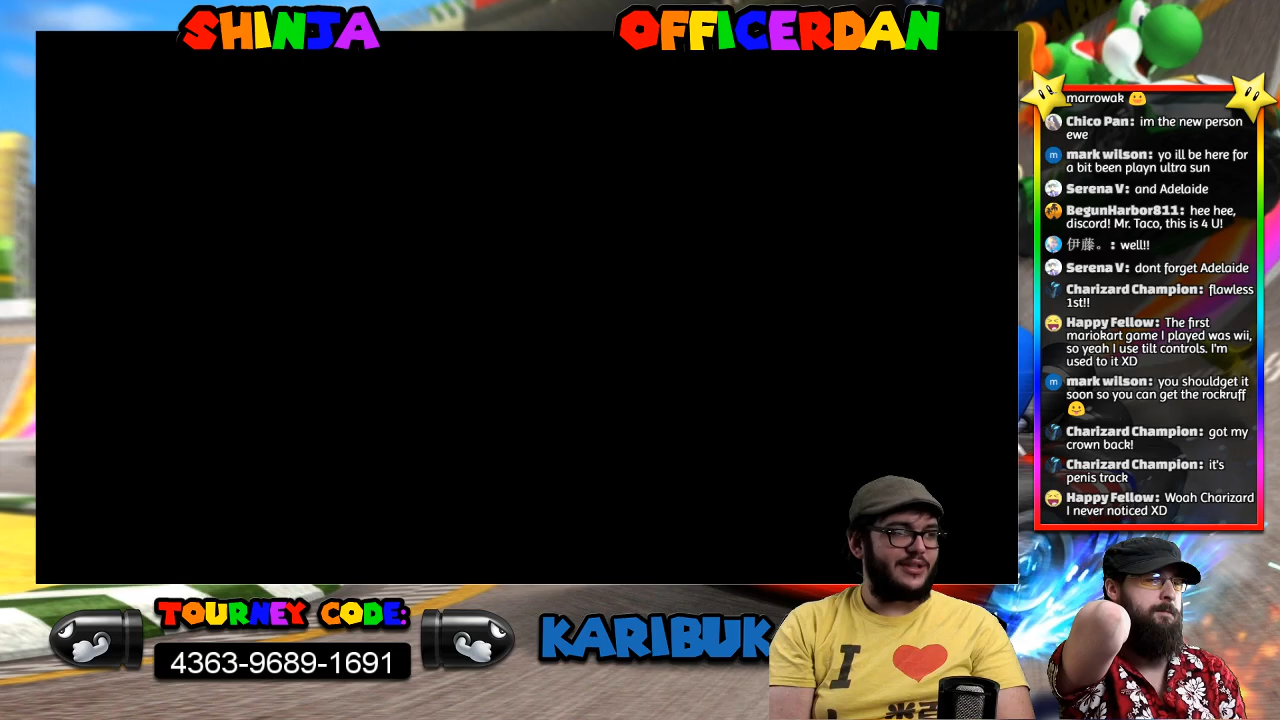 SHINJA
OFFICERDAN
marrowak
Chico Pan: im the new person
ewe
m
mark wilson: yo ill be here for
a bit been playn ultra sun
Serena V: and Adelaide
BegunHarbor811: hee hee,
discord! Mr. Taco, this is 4 U!
伊藤。: well!!
Serena V: dont forget Adelaide
Charizard Champion: flawless
1st!!
Happy Fellow: The first
mariokart game I played was wii,
so yeah I use tilt controls. I'm
used to it XD
m
mark wilson: you shouldget it
soon so you can get the rockruff
Charizard Champion: got my
crown back!
Charizard Champion: it's
penis track
Happy Fellow: Woah Charizard
I never noticed XD
TOURNEY CODE:
4363-9689-1691
KARIBUK
I